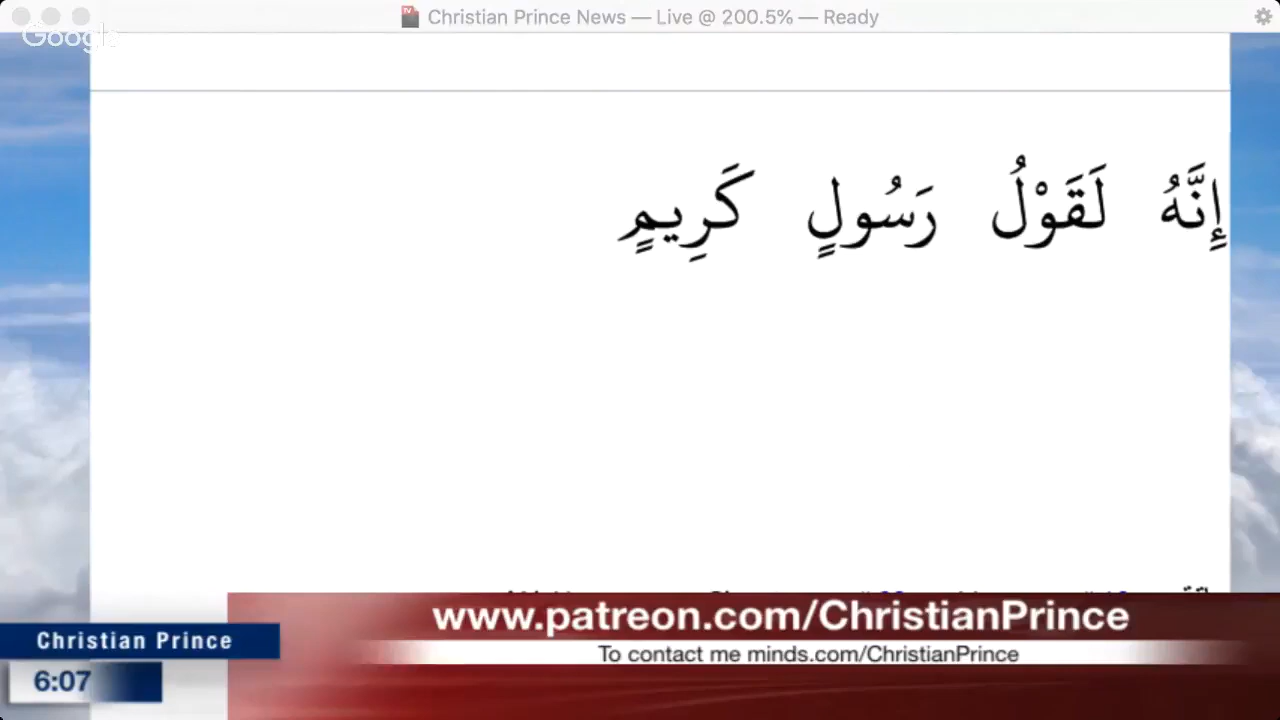 Christian Prince News — Live @ 200.5% — Ready
Google
إِنَّهُ لَقَوْلُ رَسُولٍ كَرِيمٍ
www.patreon.com/ChristianPrince
Christian Prince
To contact me minds.com/ChristianPrince
6:07